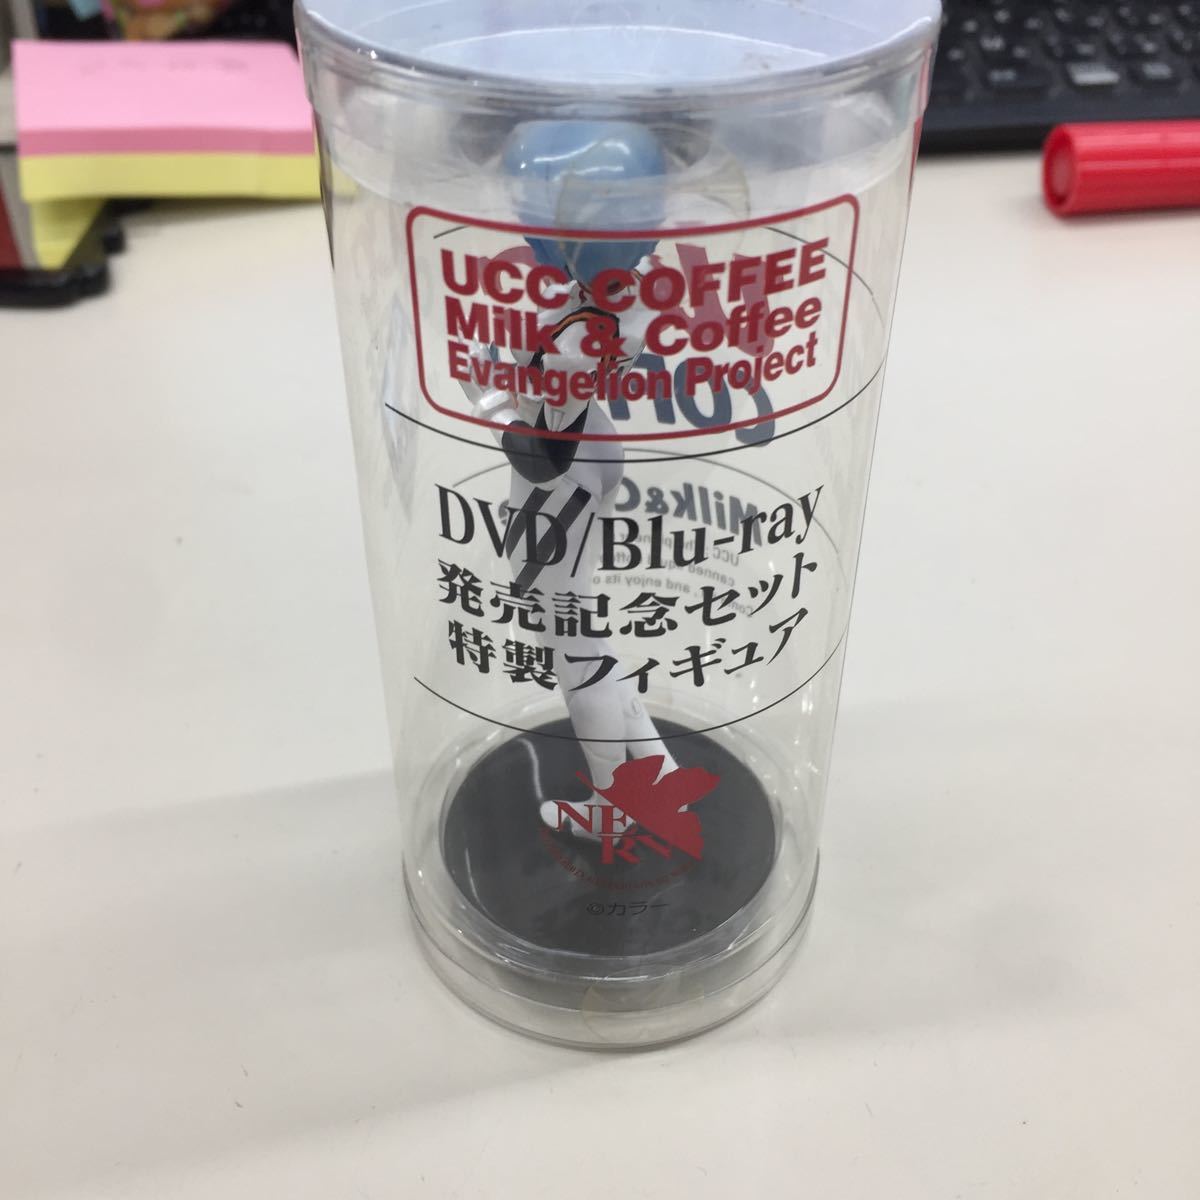 UCC COFFEE
Milk & Coffee
Evangelion Project
DVD/Blu-ray
発売記念セット
特製フィギュア
NERV
©カラー
Milk&C